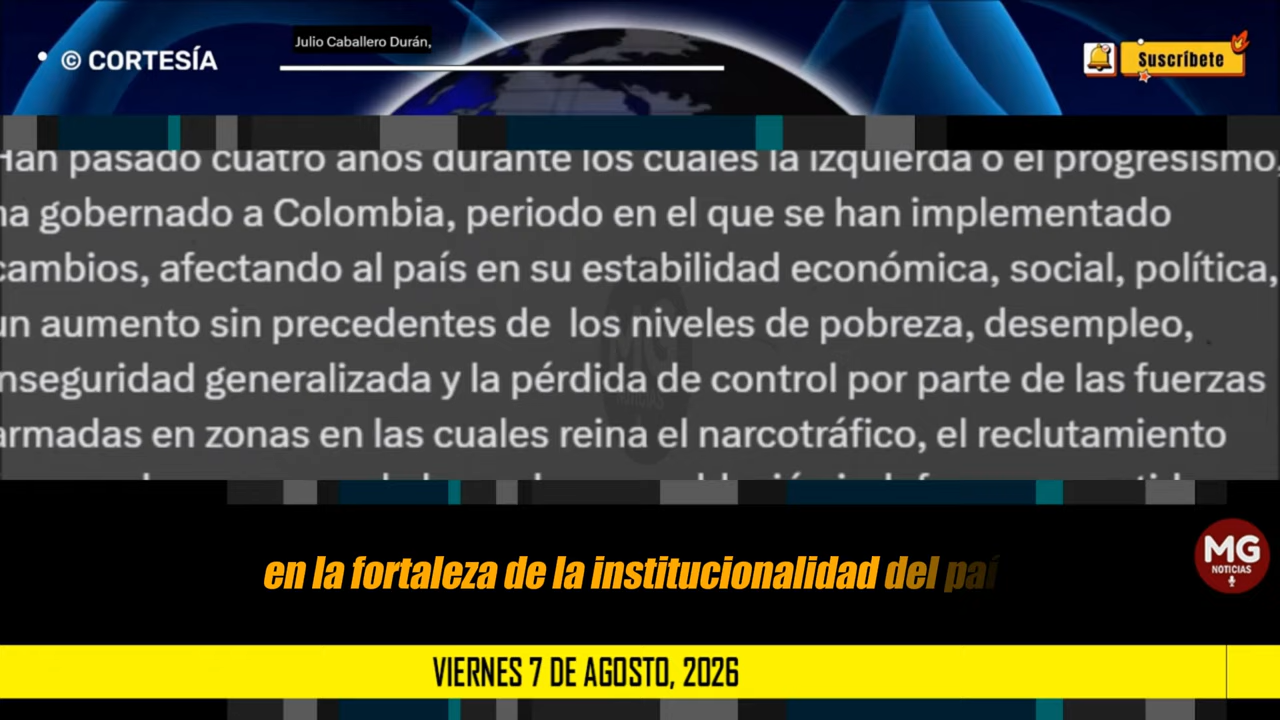 Julio Caballero Durán,
© CORTESÍA
Suscríbete
Han pasado cuatro años durante los cuales la izquierda o el progresismo,
ha gobernado a Colombia, periodo en el que se han implementado
cambios, afectando al país en su estabilidad económica, social, política,
un aumento sin precedentes de los niveles de pobreza, desempleo,
nseguridad generalizada y la pérdida de control por parte de las fuerzas
armadas en zonas en las cuales reina el narcotráfico, el reclutamiento
en la fortaleza de la institucionalidad del paí
MG
NOTICIAS
VIERNES 7 DE AGOSTO, 2026